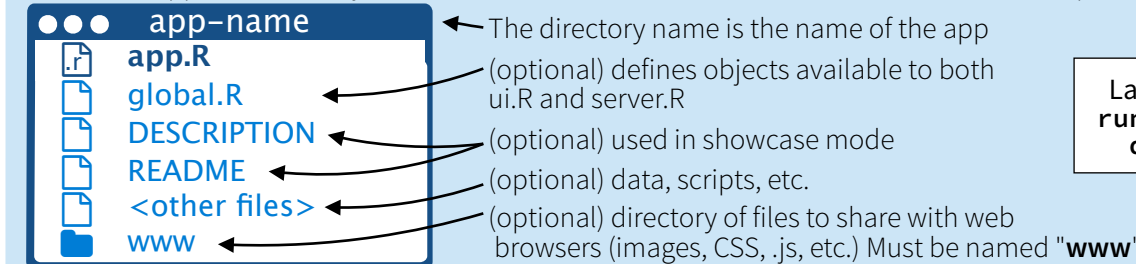 app-name
The directory name is the name of the app
.r
app.R
global.R
(optional) defines objects available to both
ui.R and server.R
DESCRIPTION
README
(optional) used in showcase mode
<other files>
(optional) data, scripts, etc.
www
(optional) directory of files to share with web
browsers (images, CSS, .js, etc.) Must be named "www"